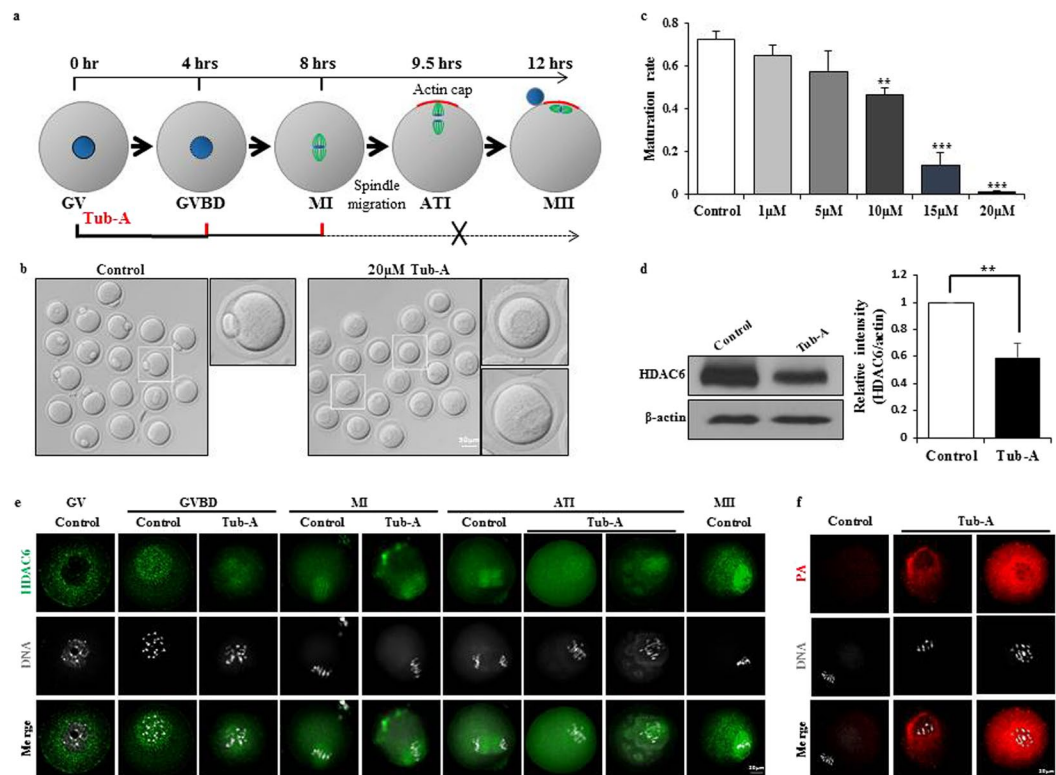 a
0 hr 4 hrs 8 hrs 9.5 hrs 12 hrs
Actin cap
Spindle
migration
GV GVBD MI ATI MII
Tub-A
b
Control 20μM Tub-A
50μm
c
Maturation rate
0.8
0.6
0.4
0.2
0
**
***
***
Control 1μM 5μM 10μM 15μM 20μM
d
Control Tub-A
HDAC6
β-actin
Relative intensity
(HDAC6/actin)
1.2
1
0.8
0.6
0.4
0.2
0
**
Control Tub-A
e
GV GVBD MI ATI MII
Control Control Tub-A Control Tub-A Control Tub-A Control
HDAC6
DNA
Merge
20μm
f
Control Tub-A
PA
DNA
Merge
20μm